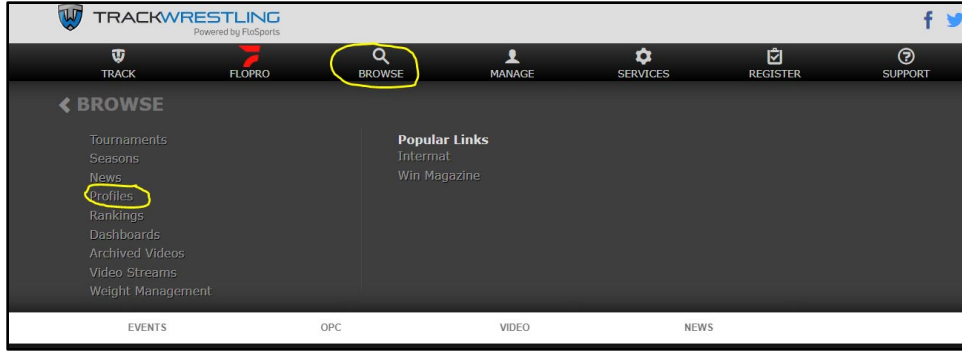 TRACKWRESTLING
Powered by FloSports
TRACK FLOPRO BROWSE MANAGE SERVICES REGISTER SUPPORT
BROWSE
Tournaments
Seasons
News
Profiles
Rankings
Dashboards
Archived Videos
Video Streams
Weight Management
Popular Links
Intermat
Win Magazine
EVENTS OPC VIDEO NEWS